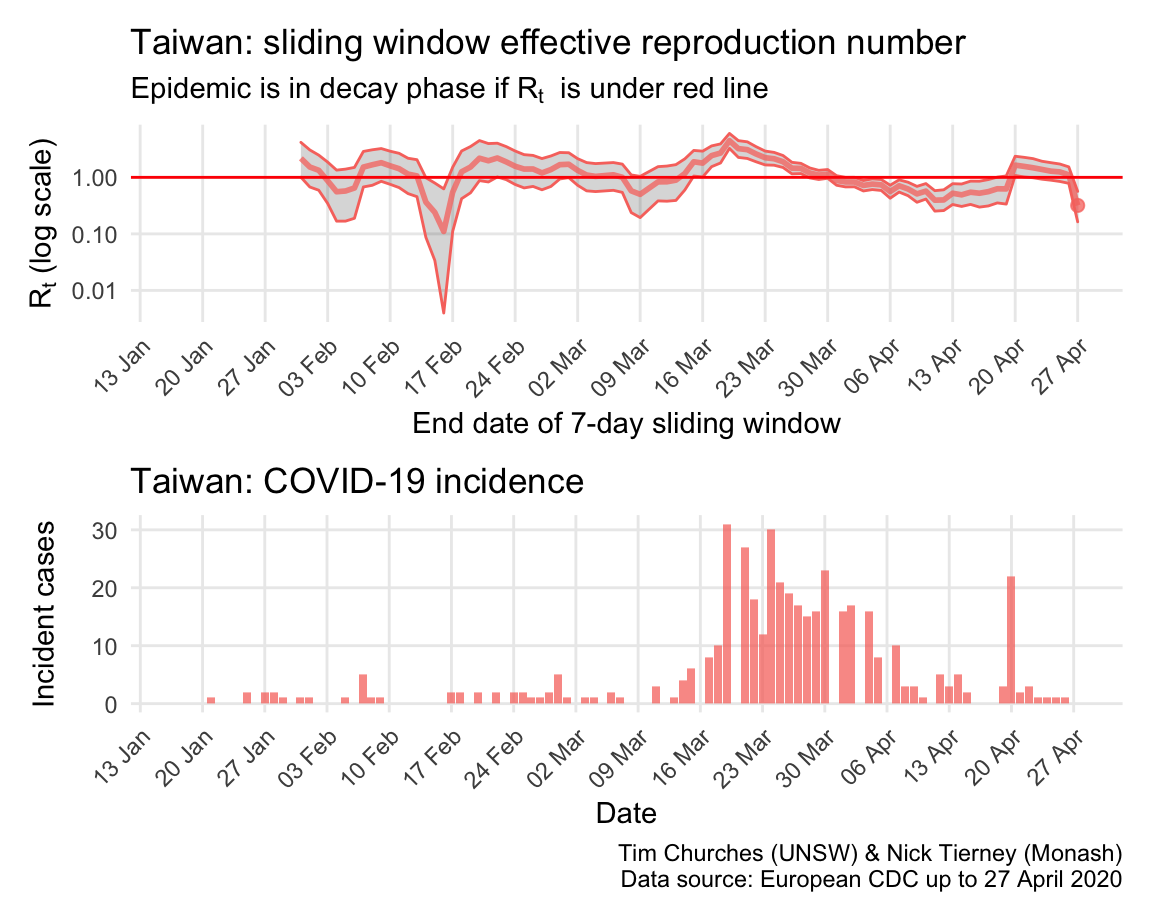 Taiwan: sliding window effective reproduction number
Epidemic is in decay phase if Rt is under red line
Rt (log scale)
1.00
0.10
0.01
13 Jan
20 Jan
27 Jan
03 Feb
10 Feb
17 Feb
24 Feb
02 Mar
09 Mar
16 Mar
23 Mar
30 Mar
06 Apr
13 Apr
20 Apr
27 Apr
End date of 7-day sliding window
Taiwan: COVID-19 incidence
Incident cases
30
20
10
0
13 Jan
20 Jan
27 Jan
03 Feb
10 Feb
17 Feb
24 Feb
02 Mar
09 Mar
16 Mar
23 Mar
30 Mar
06 Apr
13 Apr
20 Apr
27 Apr
Date
Tim Churches (UNSW) & Nick Tierney (Monash)
Data source: European CDC up to 27 April 2020